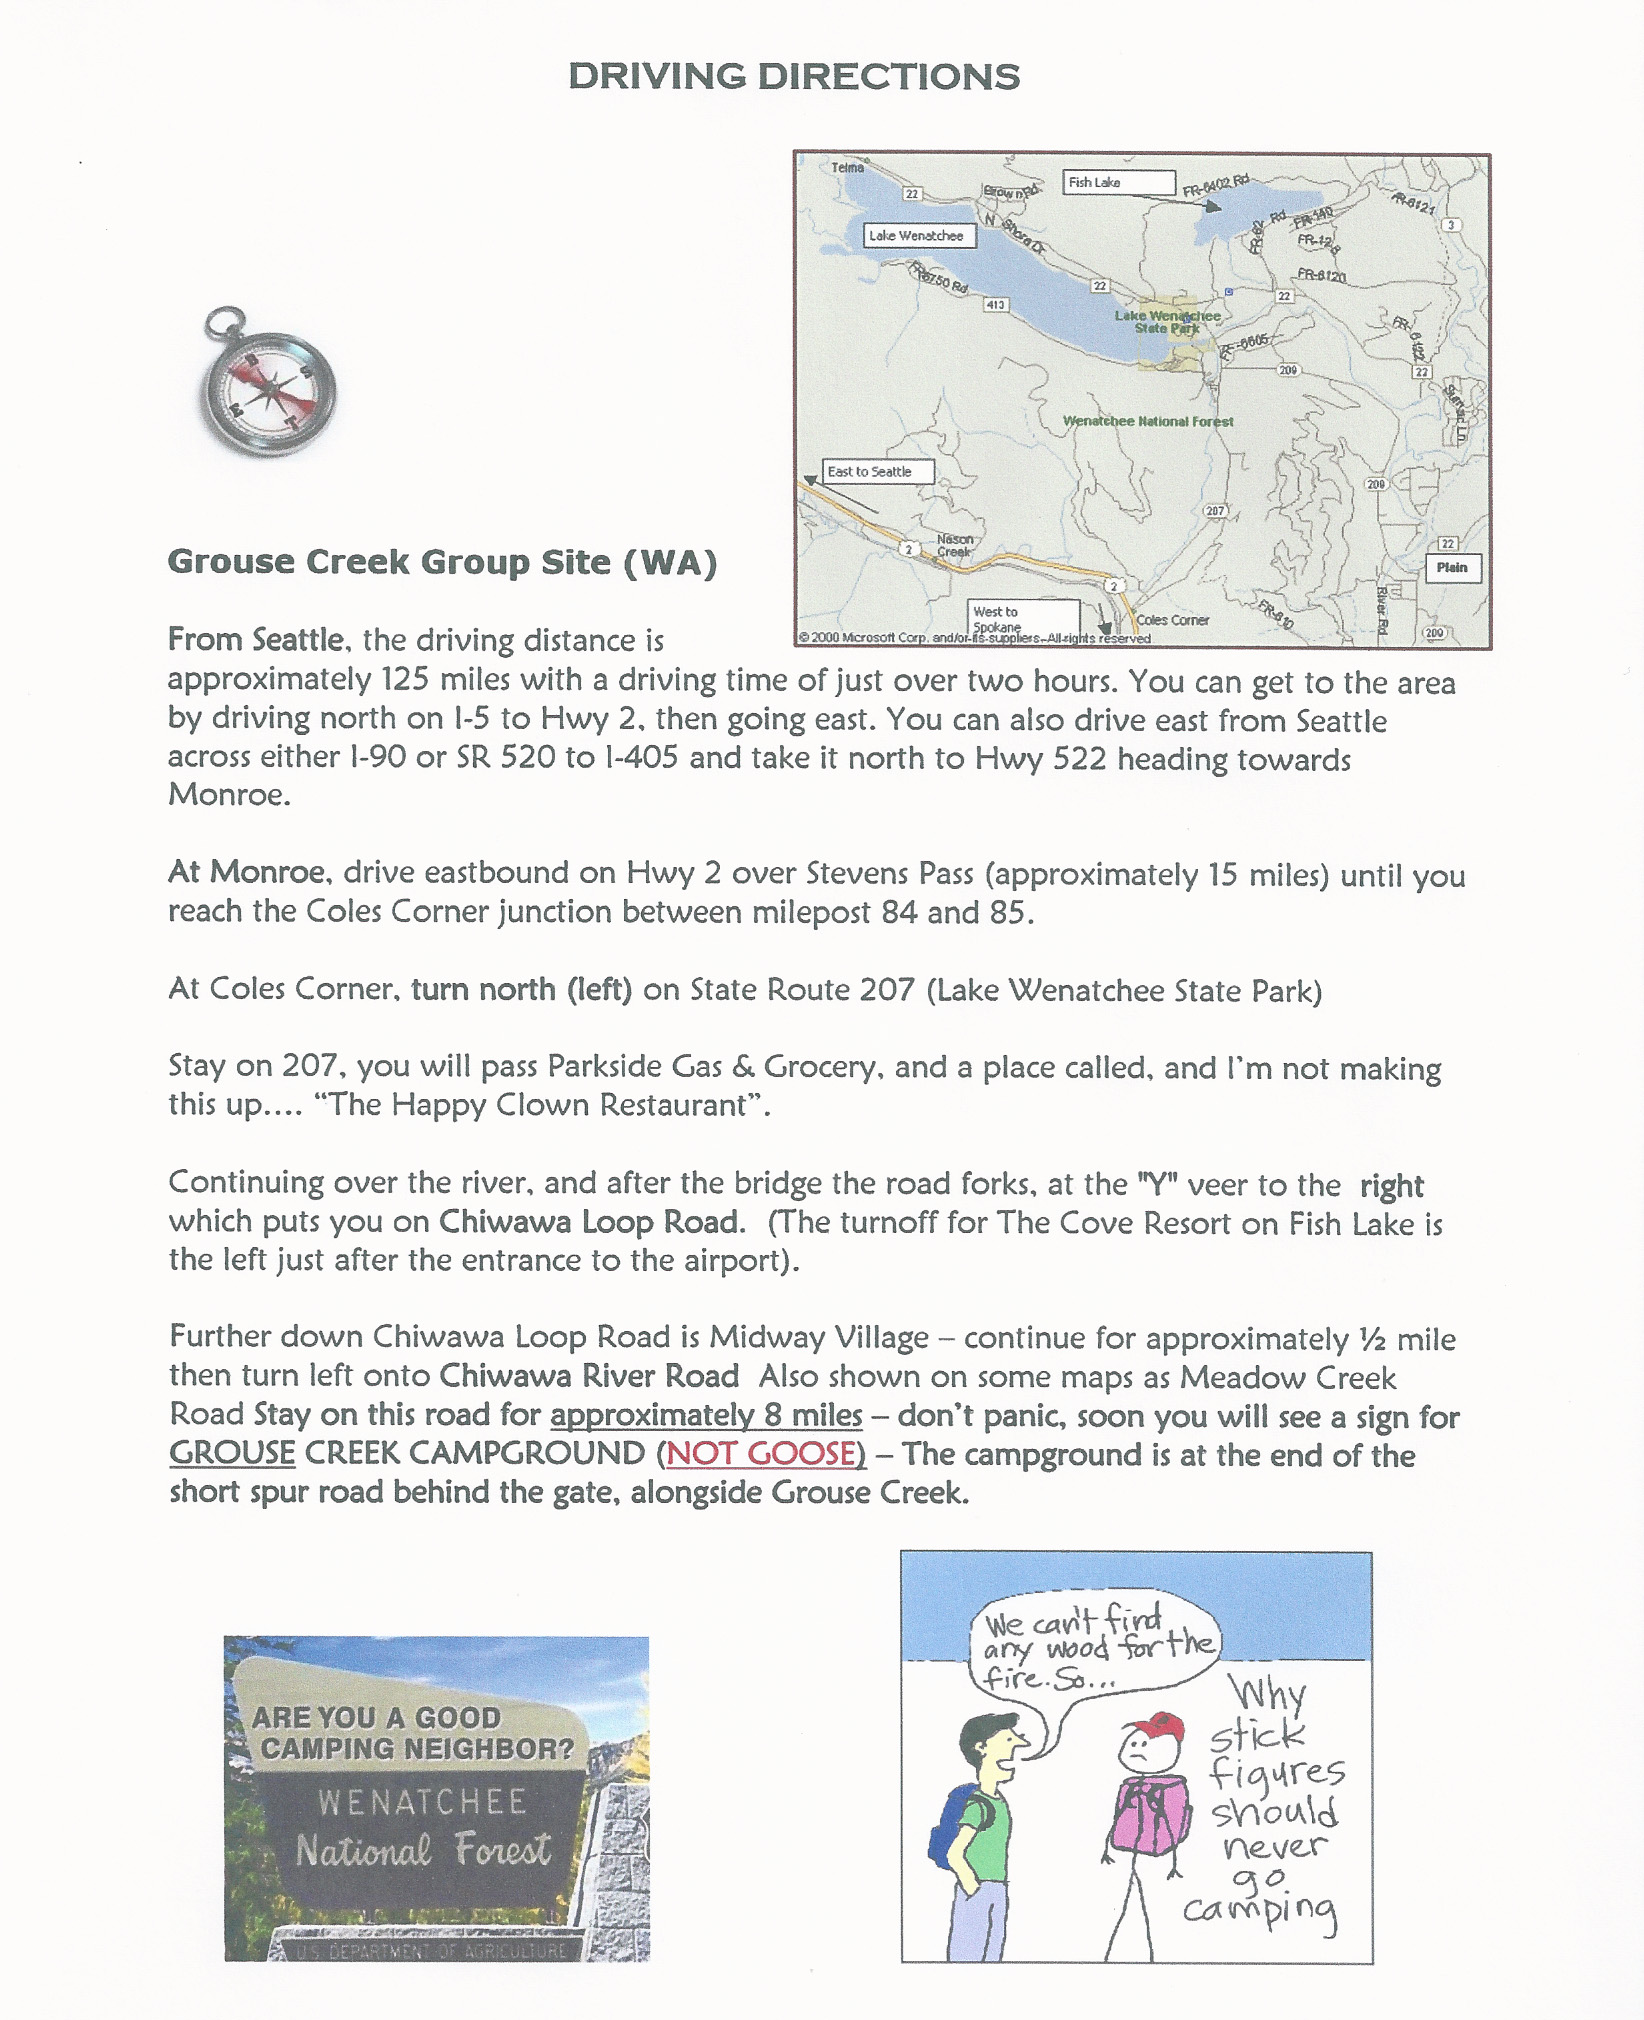 DRIVING DIRECTIONS
Telma
22
Brown Rd
Fish Lake
FR-6402 Rd
FR-6121
3
N Shore Dr
Lake Wenatchee
FR-62 Rd
FR-140
FR-12-8
FR-6120
FR-6750 Rd
413
22
22
Lake Wenatchee
State Park
FR-6605
FR-6122
209
22
Sumac Ln
Wenatchee National Forest
East to Seattle
209
207
2
Nason
Creek
22
Plain
2
West to
Spokane
Coles Corner
FR-610
River Rd
209
© 2000 Microsoft Corp. and/or its suppliers. All rights reserved
Grouse Creek Group Site (WA)
From Seattle, the driving distance is
approximately 125 miles with a driving time of just over two hours. You can get to the area
by driving north on I-5 to Hwy 2, then going east. You can also drive east from Seattle
across either I-90 or SR 520 to I-405 and take it north to Hwy 522 heading towards
Monroe.
At Monroe, drive eastbound on Hwy 2 over Stevens Pass (approximately 15 miles) until you
reach the Coles Corner junction between milepost 84 and 85.
At Coles Corner, turn north (left) on State Route 207 (Lake Wenatchee State Park)
Stay on 207, you will pass Parkside Gas & Grocery, and a place called, and I'm not making
this up.... “The Happy Clown Restaurant”.
Continuing over the river, and after the bridge the road forks, at the "Y" veer to the right
which puts you on Chiwawa Loop Road. (The turnoff for The Cove Resort on Fish Lake is
the left just after the entrance to the airport).
Further down Chiwawa Loop Road is Midway Village – continue for approximately ½ mile
then turn left onto Chiwawa River Road Also shown on some maps as Meadow Creek
Road Stay on this road for approximately 8 miles – don't panic, soon you will see a sign for
GROUSE CREEK CAMPGROUND (NOT GOOSE) – The campground is at the end of the
short spur road behind the gate, alongside Grouse Creek.
ARE YOU A GOOD
CAMPING NEIGHBOR?
WENATCHEE
National Forest
U.S. DEPARTMENT OF AGRICULTURE
We can't find
any wood for the
fire. So...
Why
stick
figures
should
never
go
camping